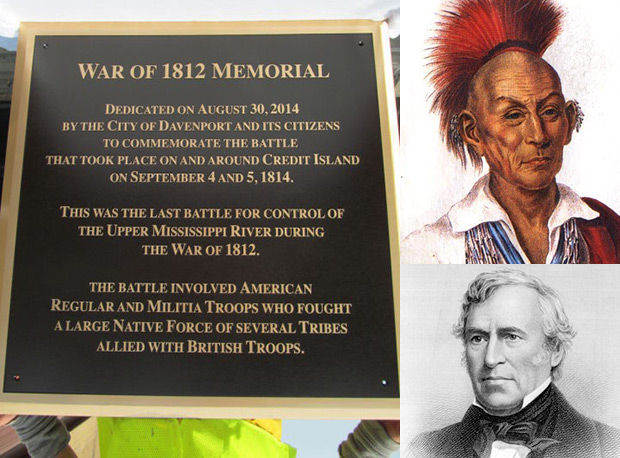 WAR OF 1812 MEMORIAL
DEDICATED ON AUGUST 30, 2014
BY THE CITY OF DAVENPORT AND ITS CITIZENS
TO COMMEMORATE THE BATTLE
THAT TOOK PLACE ON AND AROUND CREDIT ISLAND
ON SEPTEMBER 4 AND 5, 1814.
THIS WAS THE LAST BATTLE FOR CONTROL OF
THE UPPER MISSISSIPPI RIVER DURING
THE WAR OF 1812.
THE BATTLE INVOLVED AMERICAN
REGULAR AND MILITIA TROOPS WHO FOUGHT
A LARGE NATIVE FORCE OF SEVERAL TRIBES
ALLIED WITH BRITISH TROOPS.